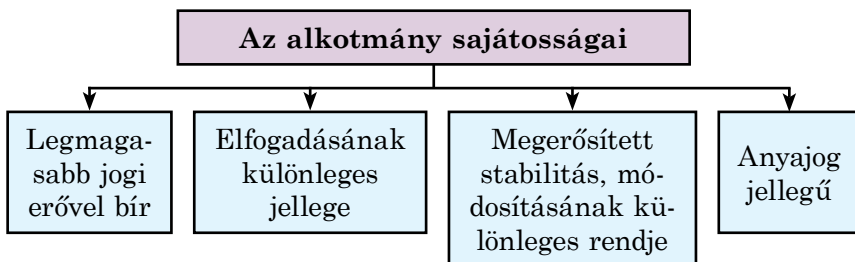 Az alkotmány sajátosságai
Legmaga-
sabb jogi
erővel bír
Elfogadásának
különleges
jellege
Megerősített
stabilitás, mó-
dosításának kü-
lönleges rendje
Anyajog
jellegű